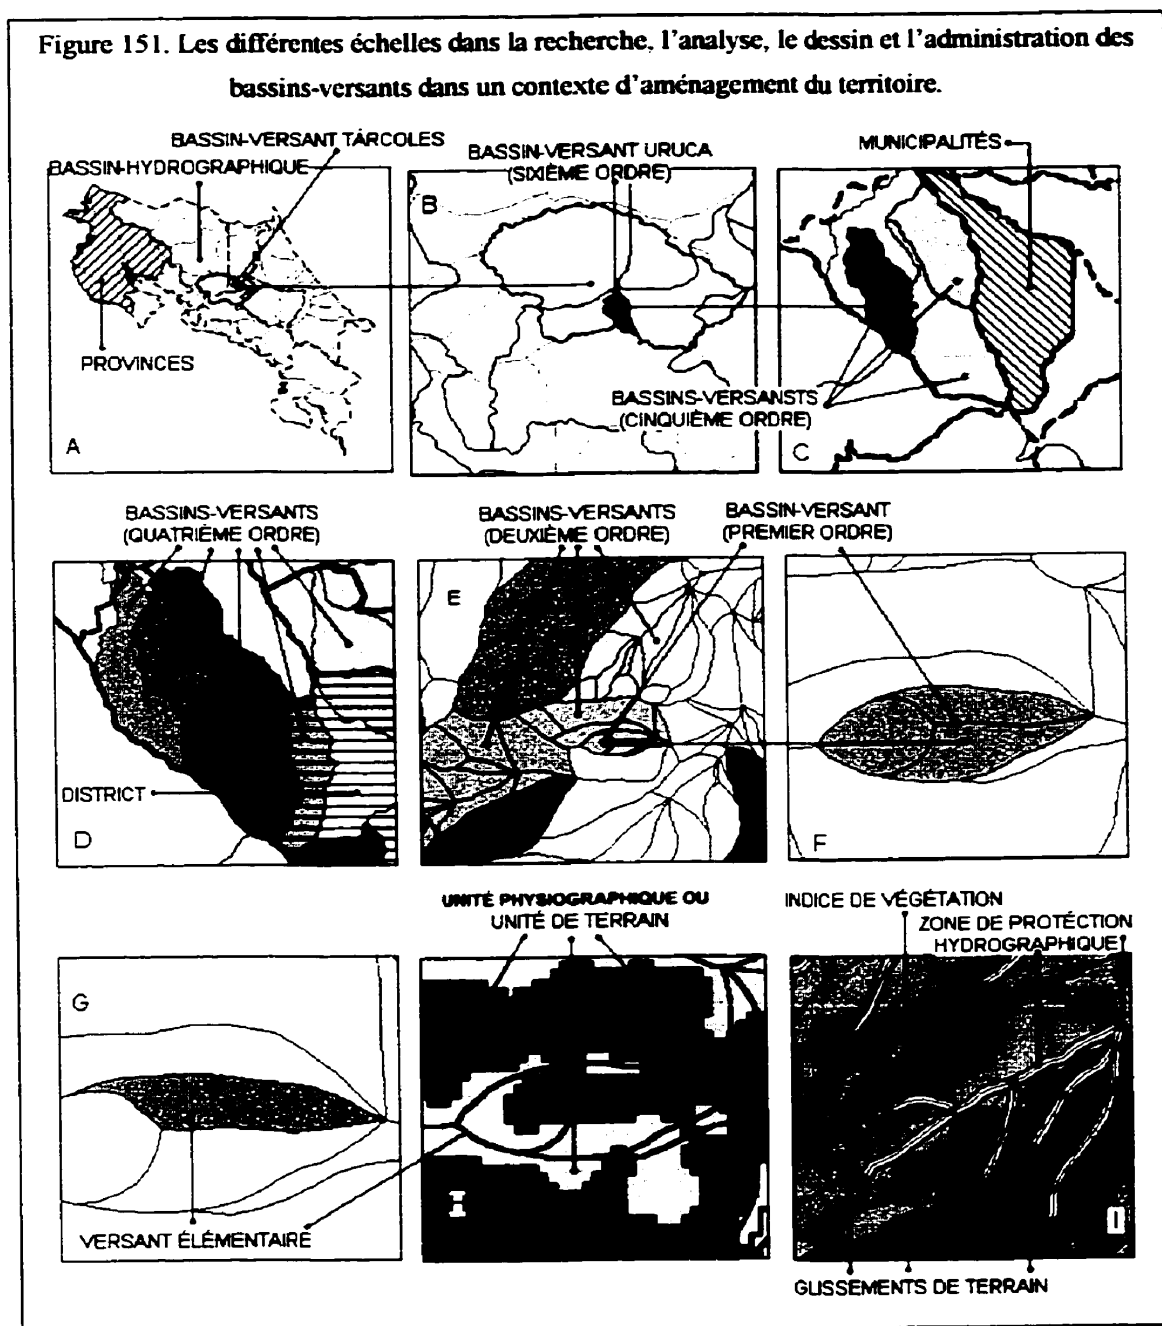 Figure 151. Les différentes échelles dans la recherche, l'analyse, le dessin et l'administration des
bassins-versants dans un contexte d'aménagement du territoire.
BASSIN-VERSANT TÁRCOLES
BASSIN-HYDROGRAPHIQUE
PROVINCES
A
BASSIN-VERSANT URUCA
(SIXIÈME ORDRE)
B
MUNICIPALITÉS
BASSINS-VERSANSTS
(CINQUIÈME ORDRE)
C
BASSINS-VERSANTS
(QUATRIÈME ORDRE)
DISTRICT
D
BASSINS-VERSANTS
(DEUXIÈME ORDRE)
E
BASSIN-VERSANT
(PREMIER ORDRE)
F
G
VERSANT ÉLÉMENTAIRE
UNITÉ PHYSIOGRAPHIQUE OU
UNITÉ DE TERRAIN
H
INDICE DE VÉGÉTATION
ZONE DE PROTÉCTION
HYDROGRAPHIQUE
I
GLISSEMENTS DE TERRAIN